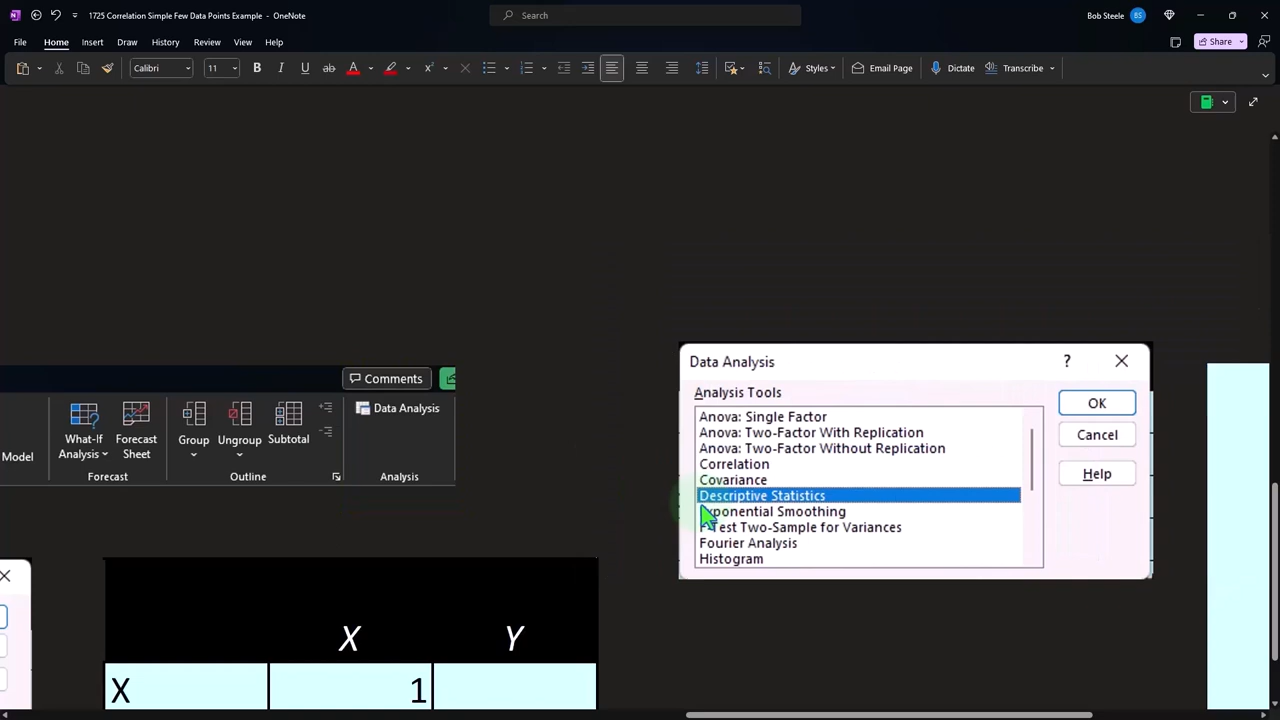 1725 Correlation Simple Few Data Points Example - OneNote
Search
Bob Steele
BS
File Home Insert Draw History Review View Help
Share
Calibri 11 B I U ab A x Styles Email Page Dictate Transcribe
Comments
Data Analysis
What-If Analysis
Forecast Sheet
Group
Ungroup
Subtotal
Model
Forecast
Outline
Analysis
Data Analysis
?
Analysis Tools
Anova: Single Factor
Anova: Two-Factor With Replication
Anova: Two-Factor Without Replication
Correlation
Covariance
Descriptive Statistics
Exponential Smoothing
F-Test Two-Sample for Variances
Fourier Analysis
Histogram
OK
Cancel
Help
X Y
X 1